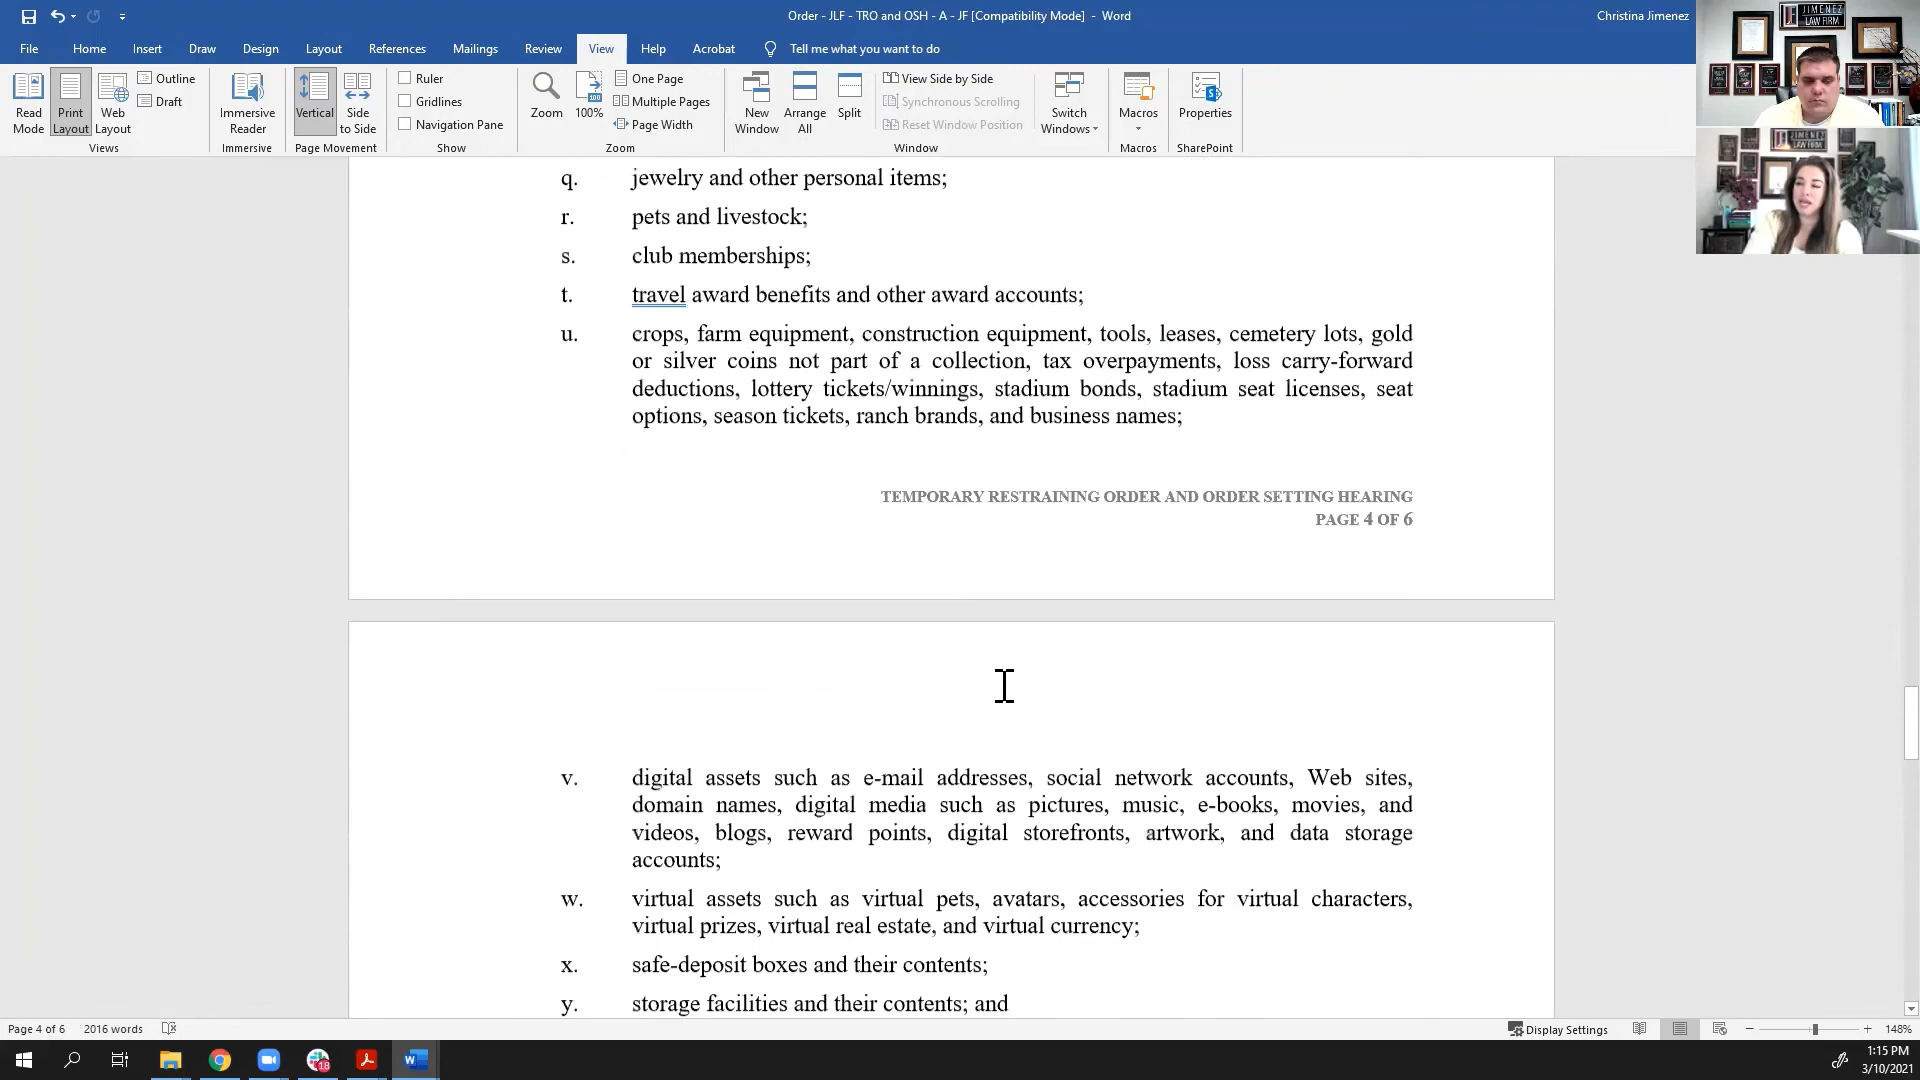 Order - JLF - TRO and OSH - A - JF [Compatibility Mode] - Word
Christina Jimenez
File Home Insert Draw Design Layout References Mailings Review View Help Acrobat Tell me what you want to do
Read Mode
Print Layout
Web Layout
Outline
Draft
Views
Immersive Reader
Immersive
Vertical
Side to Side
Page Movement
Ruler
Gridlines
Navigation Pane
Show
Zoom
100
100%
One Page
Multiple Pages
Page Width
Zoom
New Window
Arrange All
Split
View Side by Side
Synchronous Scrolling
Reset Window Position
Switch Windows
Window
Macros
Macros
Properties
SharePoint
JIMENEZ
LAW FIRM
JIMENEZ
LAW FIRM
q. jewelry and other personal items;
r. pets and livestock;
s. club memberships;
t. travel award benefits and other award accounts;
u. crops, farm equipment, construction equipment, tools, leases, cemetery lots, gold
or silver coins not part of a collection, tax overpayments, loss carry-forward
deductions, lottery tickets/winnings, stadium bonds, stadium seat licenses, seat
options, season tickets, ranch brands, and business names;
TEMPORARY RESTRAINING ORDER AND ORDER SETTING HEARING
PAGE 4 OF 6
v. digital assets such as e-mail addresses, social network accounts, Web sites,
domain names, digital media such as pictures, music, e-books, movies, and
videos, blogs, reward points, digital storefronts, artwork, and data storage
accounts;
w. virtual assets such as virtual pets, avatars, accessories for virtual characters,
virtual prizes, virtual real estate, and virtual currency;
x. safe-deposit boxes and their contents;
y. storage facilities and their contents; and
Page 4 of 6 2016 words
Display Settings
148%
18
1:15 PM
3/10/2021